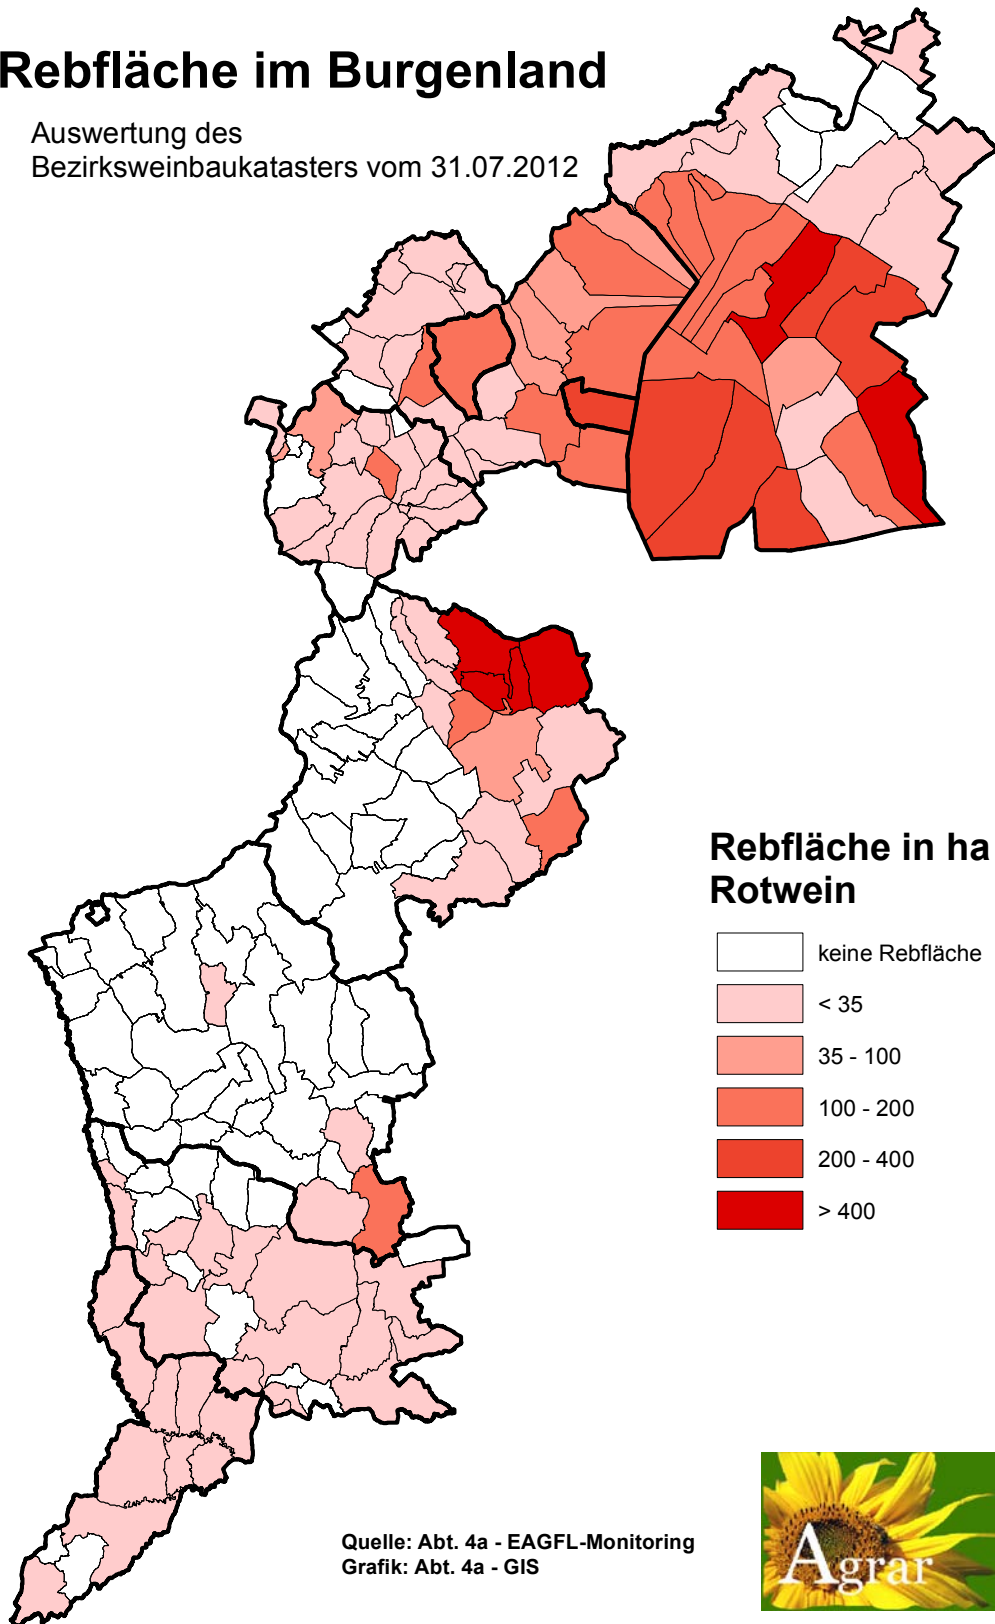 Rebfläche im Burgenland
Auswertung des
Bezirksweinbaukatasters vom 31.07.2012
Rebfläche in ha
Rotwein
keine Rebfläche
< 35
35 - 100
100 - 200
200 - 400
> 400
Quelle: Abt. 4a - EAGFL-Monitoring
Grafik: Abt. 4a - GIS
Agrar